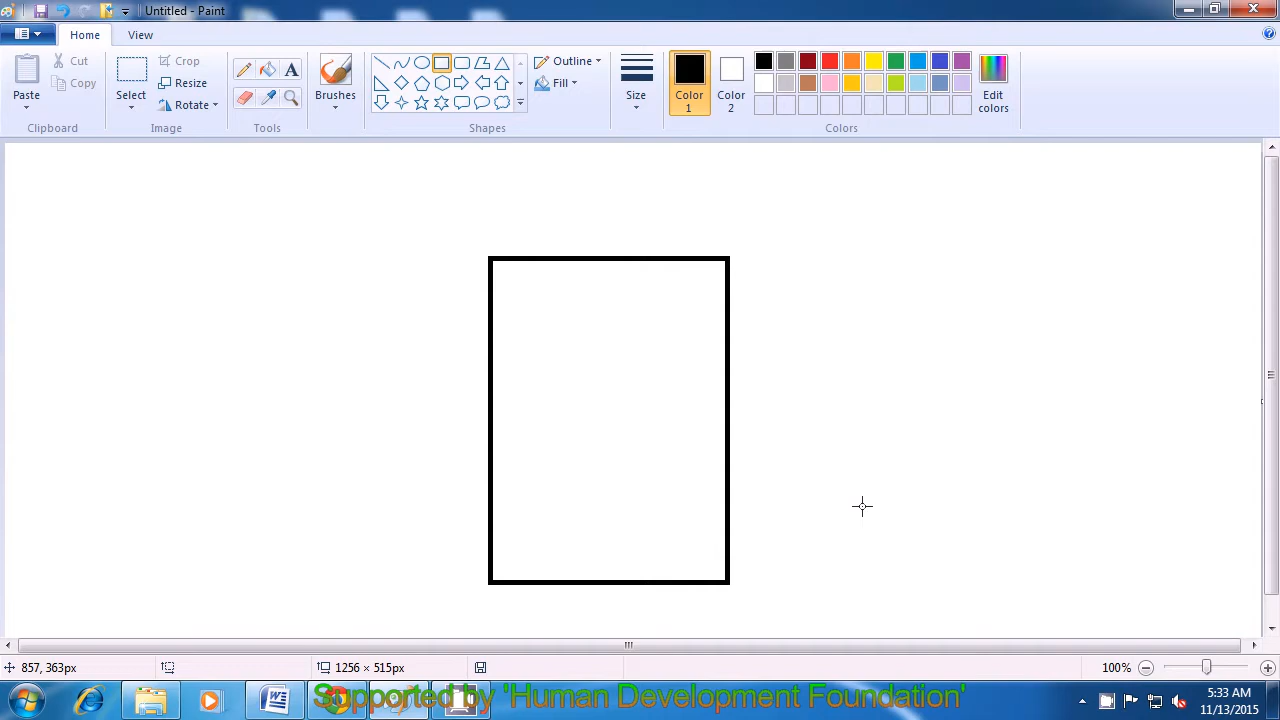 Untitled - Paint
Home View
Paste
Cut
Copy
Clipboard
Select
Crop
Resize
Rotate
Image
A
Tools
Brushes
Outline
Fill
Shapes
Size
Color 1
Color 2
Edit colors
Colors
857, 363px
1256 × 515px
100%
Supported by 'Human Development Foundation'
5:33 AM
11/13/2015